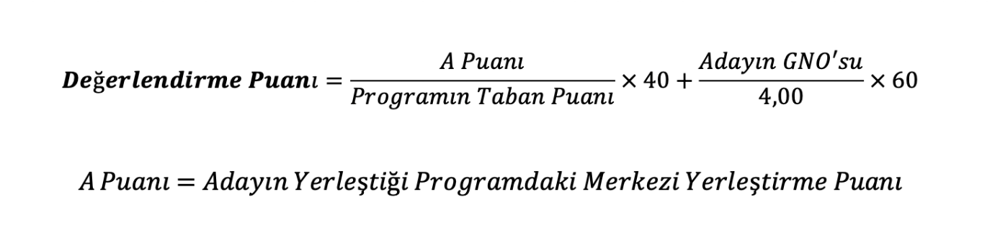 Değerlendirme Puanı = A Puanı / Programın Taban Puanı × 40 + Adayın GNO'su / 4,00 × 60
A Puanı = Adayın Yerleştiği Programdaki Merkezi Yerleştirme Puanı